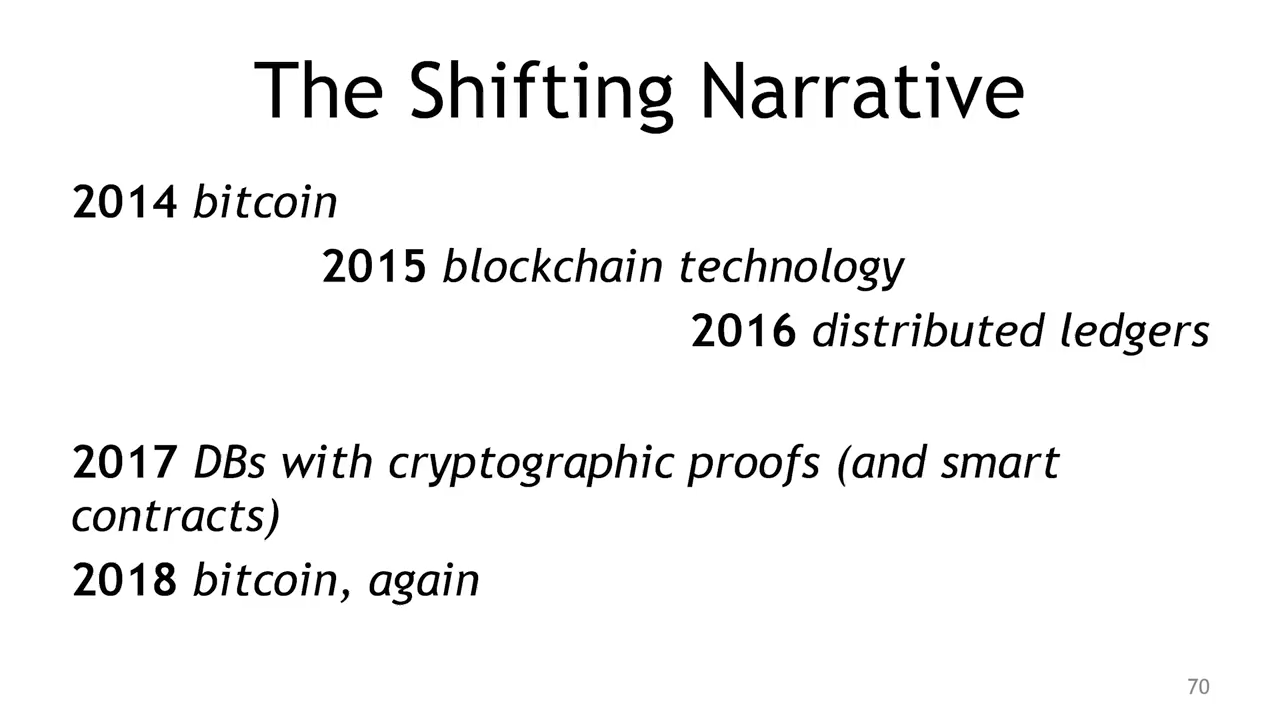 The Shifting Narrative
2014 bitcoin
2015 blockchain technology
2016 distributed ledgers
2017 DBs with cryptographic proofs (and smart
contracts)
2018 bitcoin, again
70